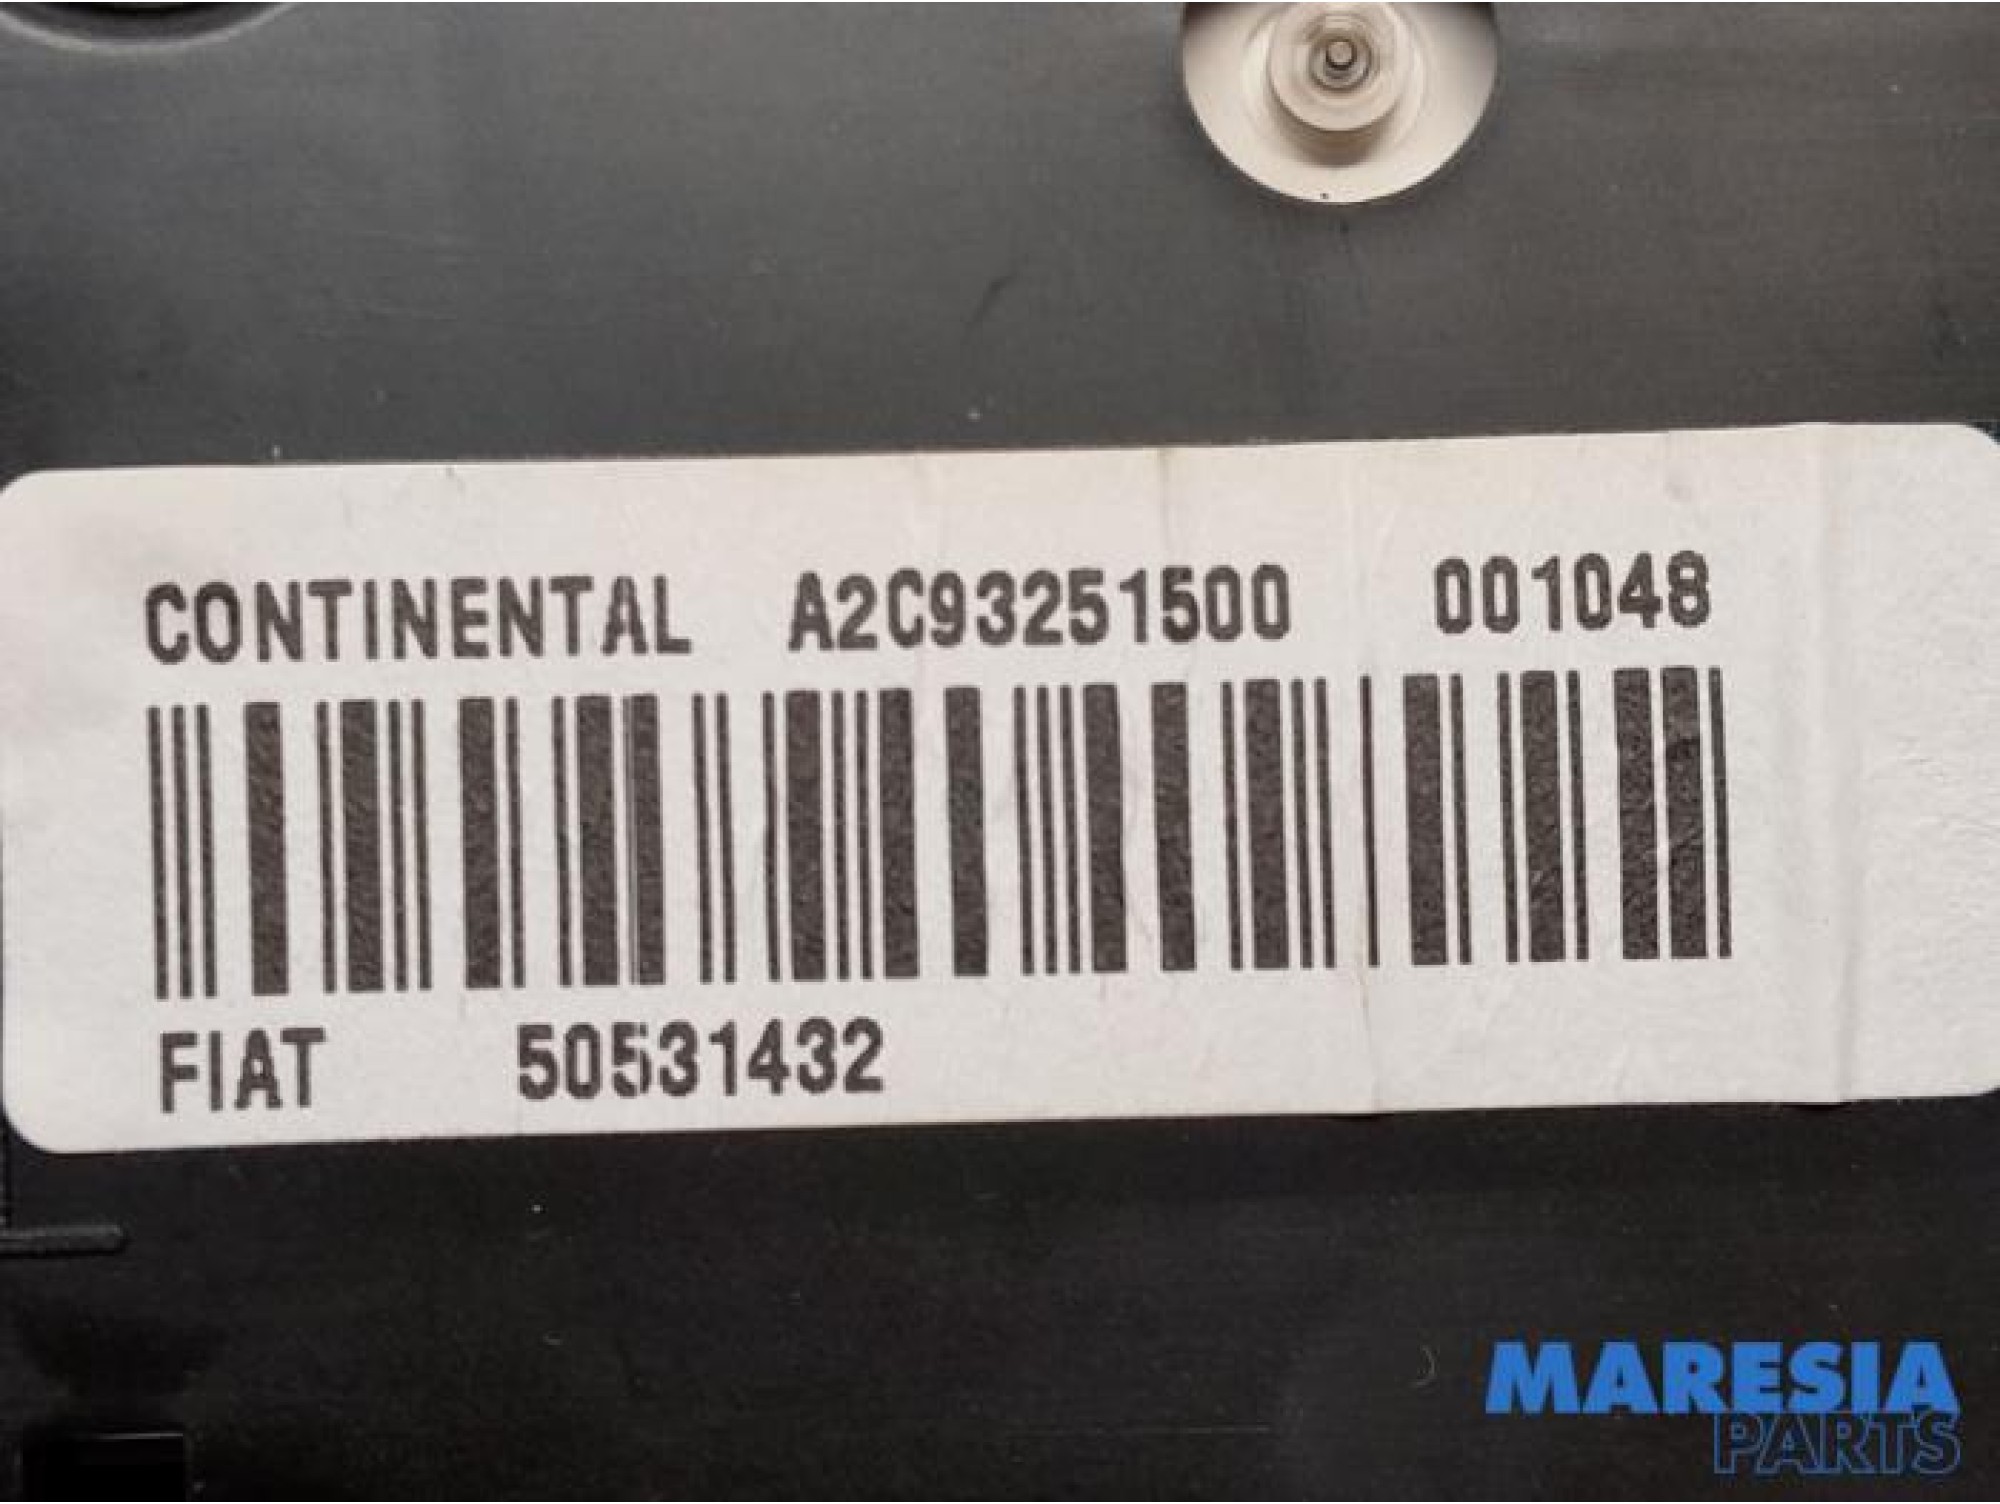 CONTINENTAL A2C93251500 001048
FIAT 50531432
MARESIA
PARTS